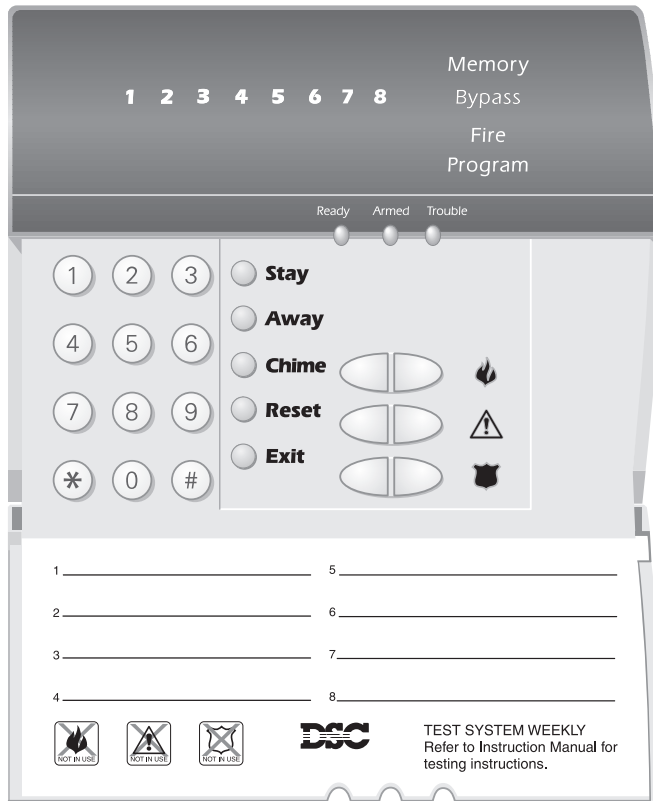 Memory
1 2 3 4 5 6 7 8 Bypass
Fire
Program
Ready Armed Trouble
1 2 3
4 5 6
7 8 9
* 0 #
Stay
Away
Chime
Reset
Exit
1
2
3
4
5
6
7
8
NOT IN USE
NOT IN USE
NOT IN USE
DSC
TEST SYSTEM WEEKLY
Refer to Instruction Manual for
testing instructions.